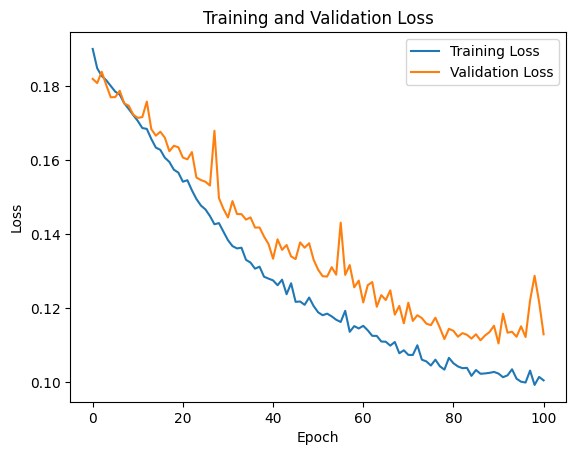 Training and Validation Loss
Training Loss
Validation Loss
Loss
0.18
0.16
0.14
0.12
0.10
0 20 40 60 80 100
Epoch